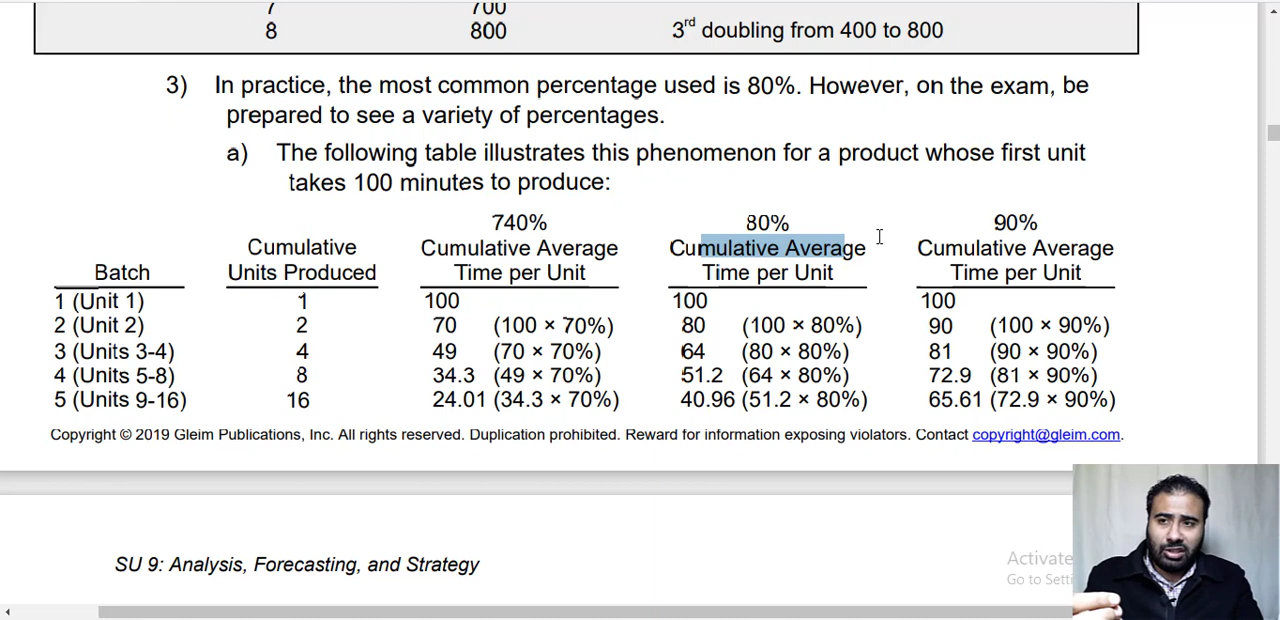 7 700
8 800 3rd doubling from 400 to 800
3) In practice, the most common percentage used is 80%. However, on the exam, be
prepared to see a variety of percentages.
a) The following table illustrates this phenomenon for a product whose first unit
takes 100 minutes to produce:
740% 80% 90%
Cumulative Cumulative Average Cumulative Average Cumulative Average
Batch Units Produced Time per Unit Time per Unit Time per Unit
1 (Unit 1) 1 100 100 100
2 (Unit 2) 2 70 (100 × 70%) 80 (100 × 80%) 90 (100 × 90%)
3 (Units 3-4) 4 49 (70 × 70%) 64 (80 × 80%) 81 (90 × 90%)
4 (Units 5-8) 8 34.3 (49 × 70%) 51.2 (64 × 80%) 72.9 (81 × 90%)
5 (Units 9-16) 16 24.01 (34.3 × 70%) 40.96 (51.2 × 80%) 65.61 (72.9 × 90%)
Copyright © 2019 Gleim Publications, Inc. All rights reserved. Duplication prohibited. Reward for information exposing violators. Contact copyright@gleim.com.
SU 9: Analysis, Forecasting, and Strategy
Activate
Go to Setti